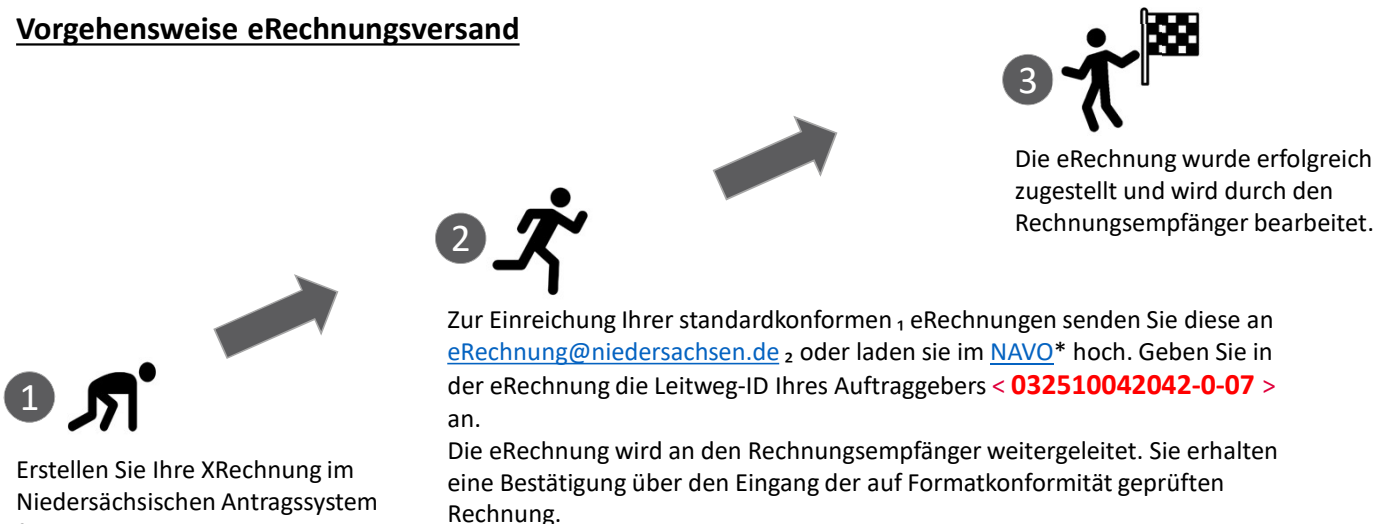 Vorgehensweise eRechnungsversand
1
Erstellen Sie Ihre XRechnung im
Niedersächsischen Antragssystem
2
Zur Einreichung Ihrer standardkonformen ₁ eRechnungen senden Sie diese an
eRechnung@niedersachsen.de ₂ oder laden sie im NAVO* hoch. Geben Sie in
der eRechnung die Leitweg-ID Ihres Auftraggebers < 032510042042-0-07 >
an.
Die eRechnung wird an den Rechnungsempfänger weitergeleitet. Sie erhalten
eine Bestätigung über den Eingang der auf Formatkonformität geprüften
Rechnung.
3
Die eRechnung wurde erfolgreich
zugestellt und wird durch den
Rechnungsempfänger bearbeitet.